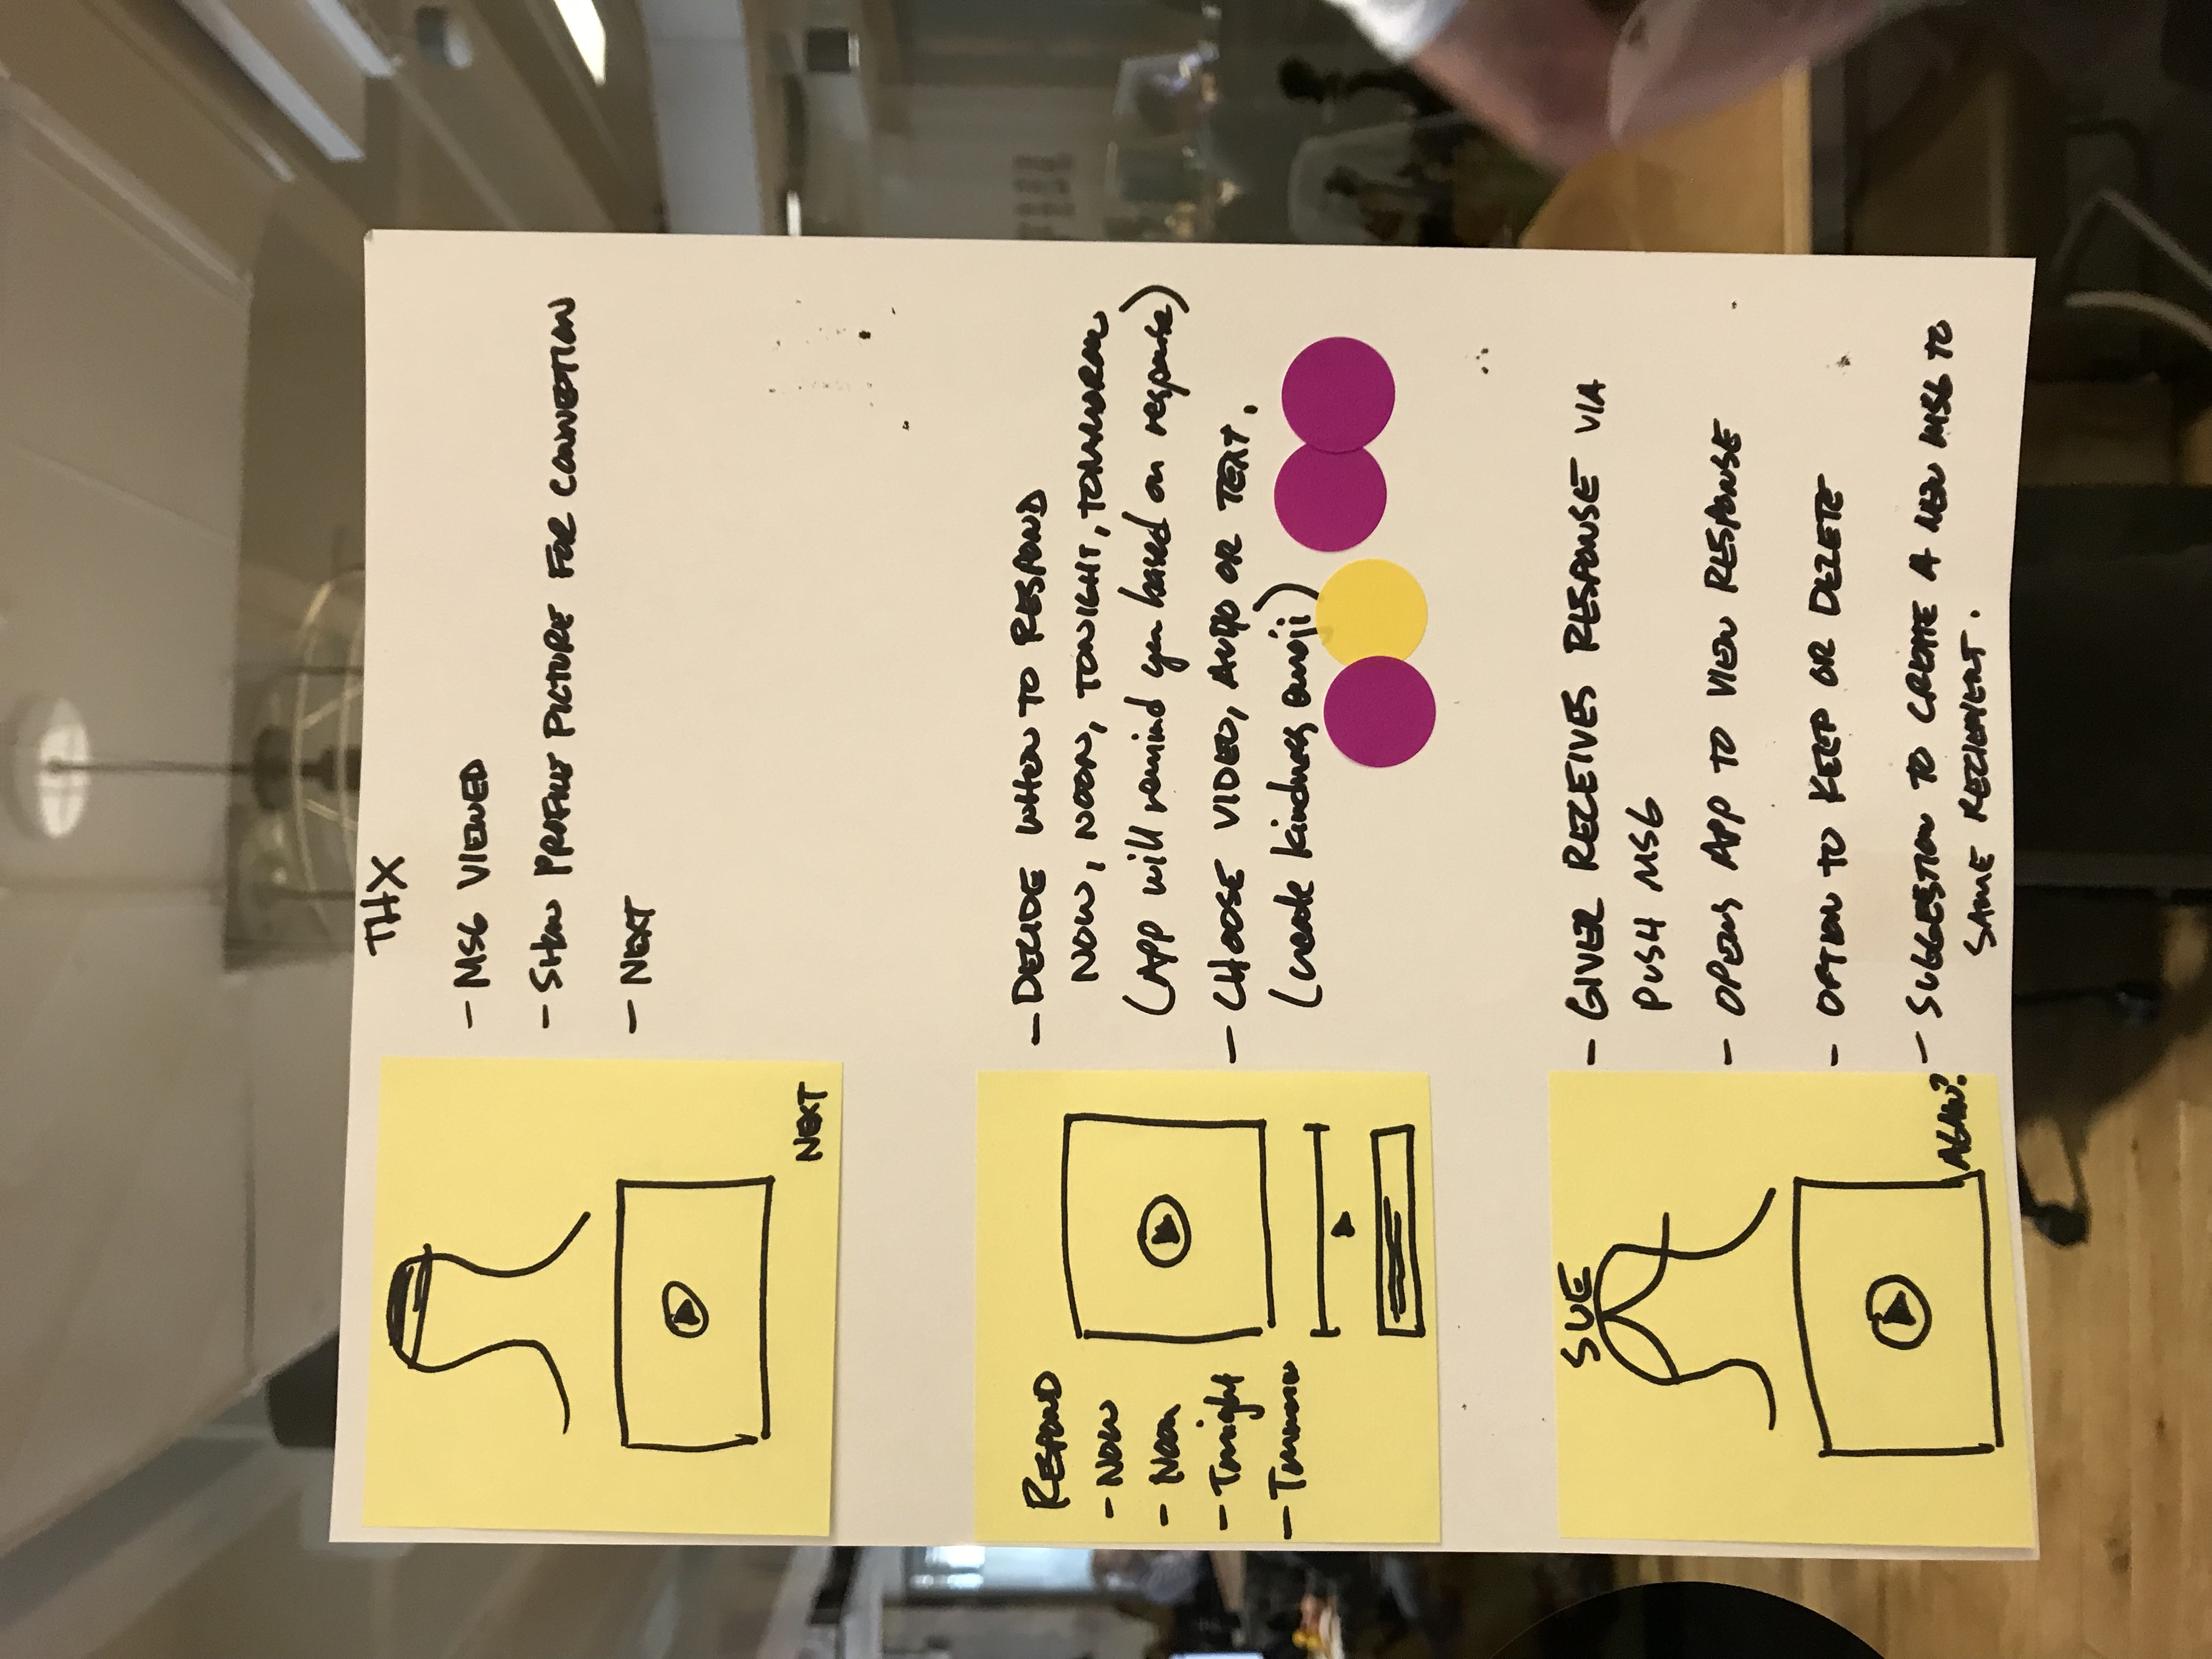 THX
- MSG VIEWED
- SHOW PROFILE PICTURE FOR CONNECTION
- NEXT
NEXT
RESPOND
- NOW
- NOON
- Tonight
- Tomorrow
- DECIDE WHEN TO RESPOND
NOW, NOON, TONIGHT, TOMMOROW
(APP will remind you based on response)
- CHOOSE VIDEO, AUDIO OR TEXT.
(create kindness emoji)
SUE
AGAIN?
- GIVER RECEIVES RESPONSE VIA
PUSH MSG
- OPENS APP TO VIEW RESPONSE
- OPTION TO KEEP OR DELETE
- SUGGESTION TO CREATE A NEW MSG TO
SAME RECIEPIENT.